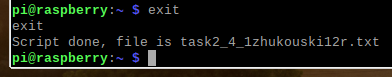 pi@raspberry:~ $ exit
exit
Script done, file is task2_4_1zhukouski12r.txt
pi@raspberry:~ $